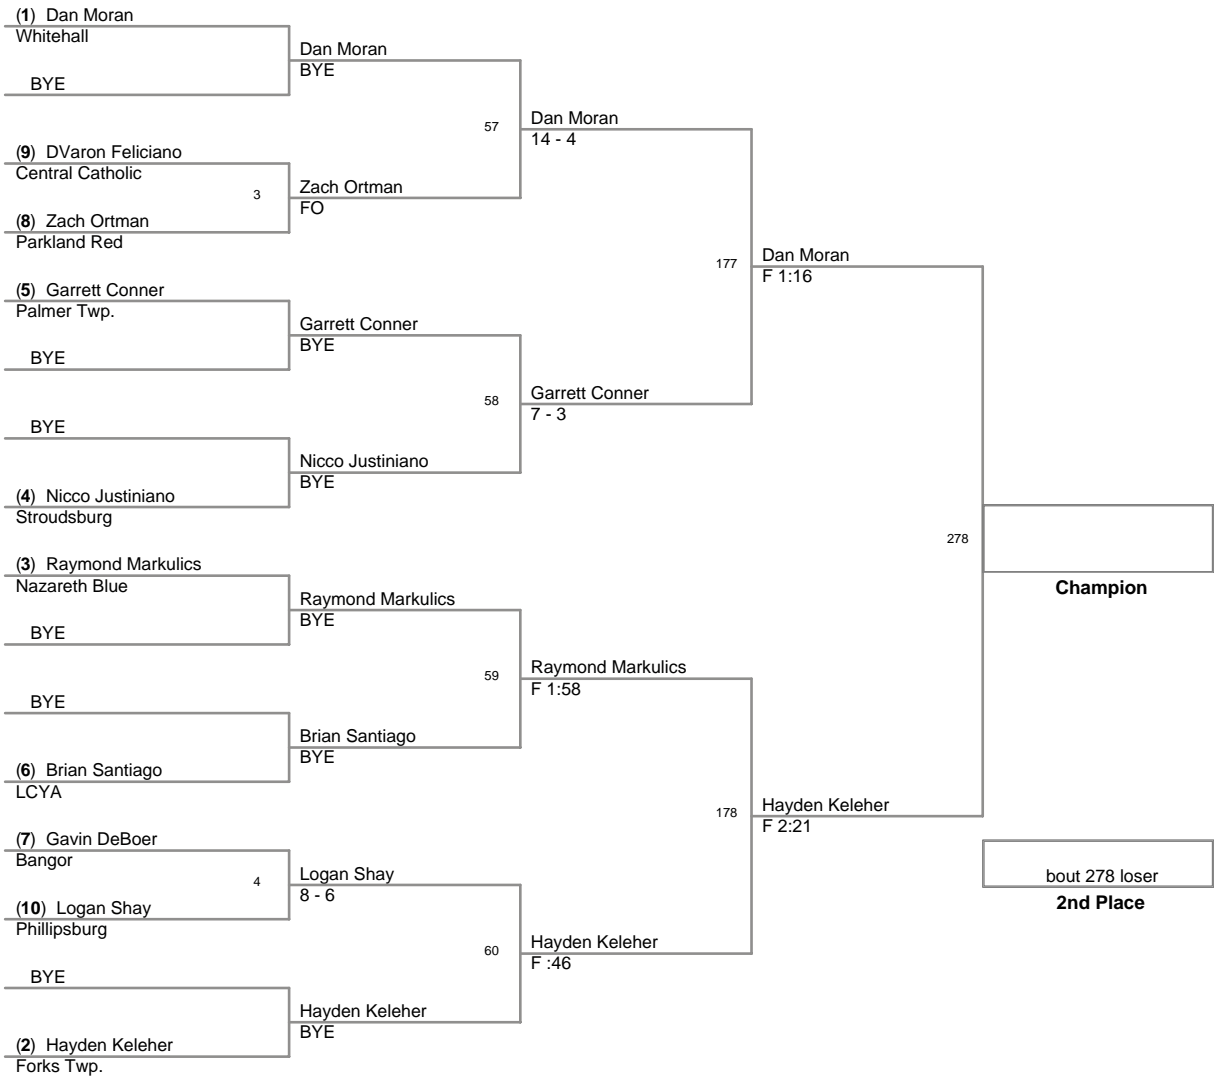 (1) Dan Moran
Whitehall
Dan Moran
BYE
BYE
57
Dan Moran
14 - 4
(9) DVaron Feliciano
Central Catholic
3
Zach Ortman
FO
(8) Zach Ortman
Parkland Red
177
Dan Moran
F 1:16
(5) Garrett Conner
Palmer Twp.
Garrett Conner
BYE
BYE
58
Garrett Conner
7 - 3
BYE
Nicco Justiniano
BYE
(4) Nicco Justiniano
Stroudsburg
278
Champion
(3) Raymond Markulics
Nazareth Blue
Raymond Markulics
BYE
BYE
59
Raymond Markulics
F 1:58
BYE
Brian Santiago
BYE
(6) Brian Santiago
LCYA
178
Hayden Keleher
F 2:21
(7) Gavin DeBoer
Bangor
4
Logan Shay
8 - 6
(10) Logan Shay
Phillipsburg
bout 278 loser
2nd Place
60
Hayden Keleher
F :46
BYE
Hayden Keleher
BYE
(2) Hayden Keleher
Forks Twp.